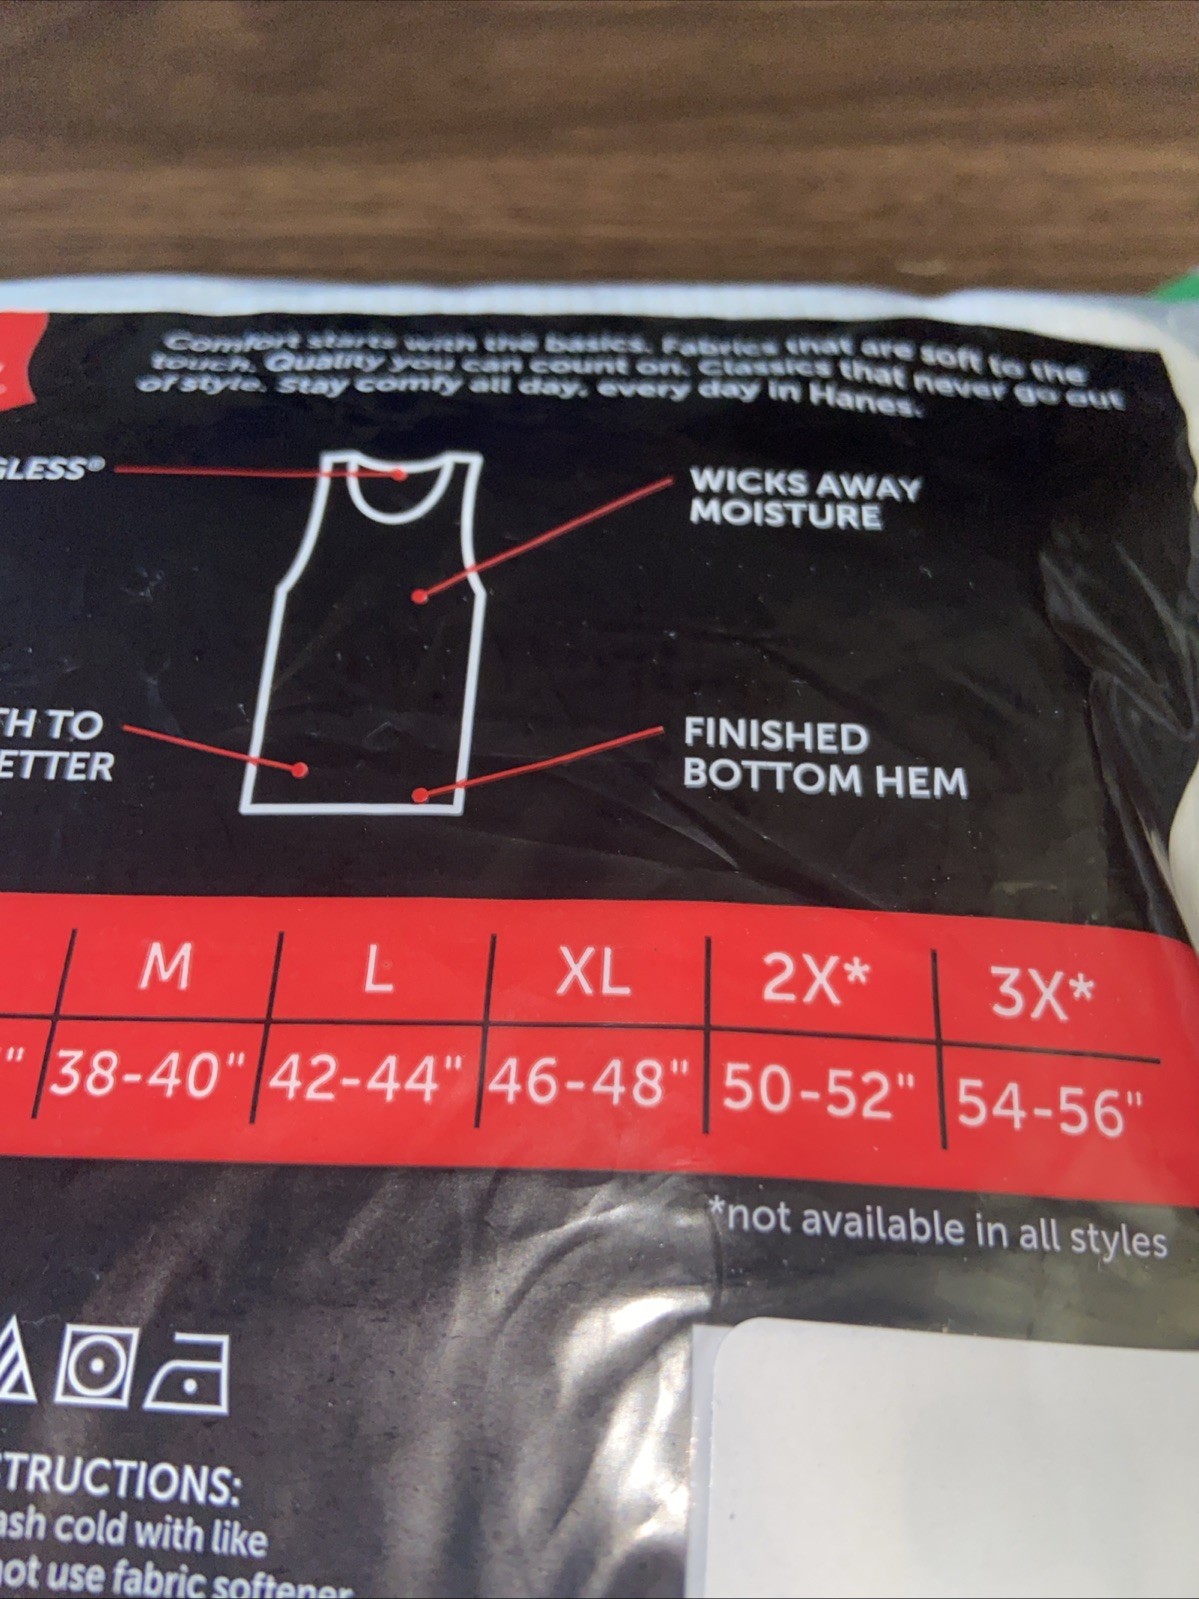 Comfort starts with the basics. Fabrics that are soft to the
touch. Quality you can count on. Classics that never go out
of style. Stay comfy all day, every day in Hanes.
GLESS®
WICKS AWAY
MOISTURE
TH TO
ETTER
FINISHED
BOTTOM HEM
M L XL 2X* 3X*
" 38-40" 42-44" 46-48" 50-52" 54-56"
*not available in all styles
TRUCTIONS:
ash cold with like
not use fabric softener